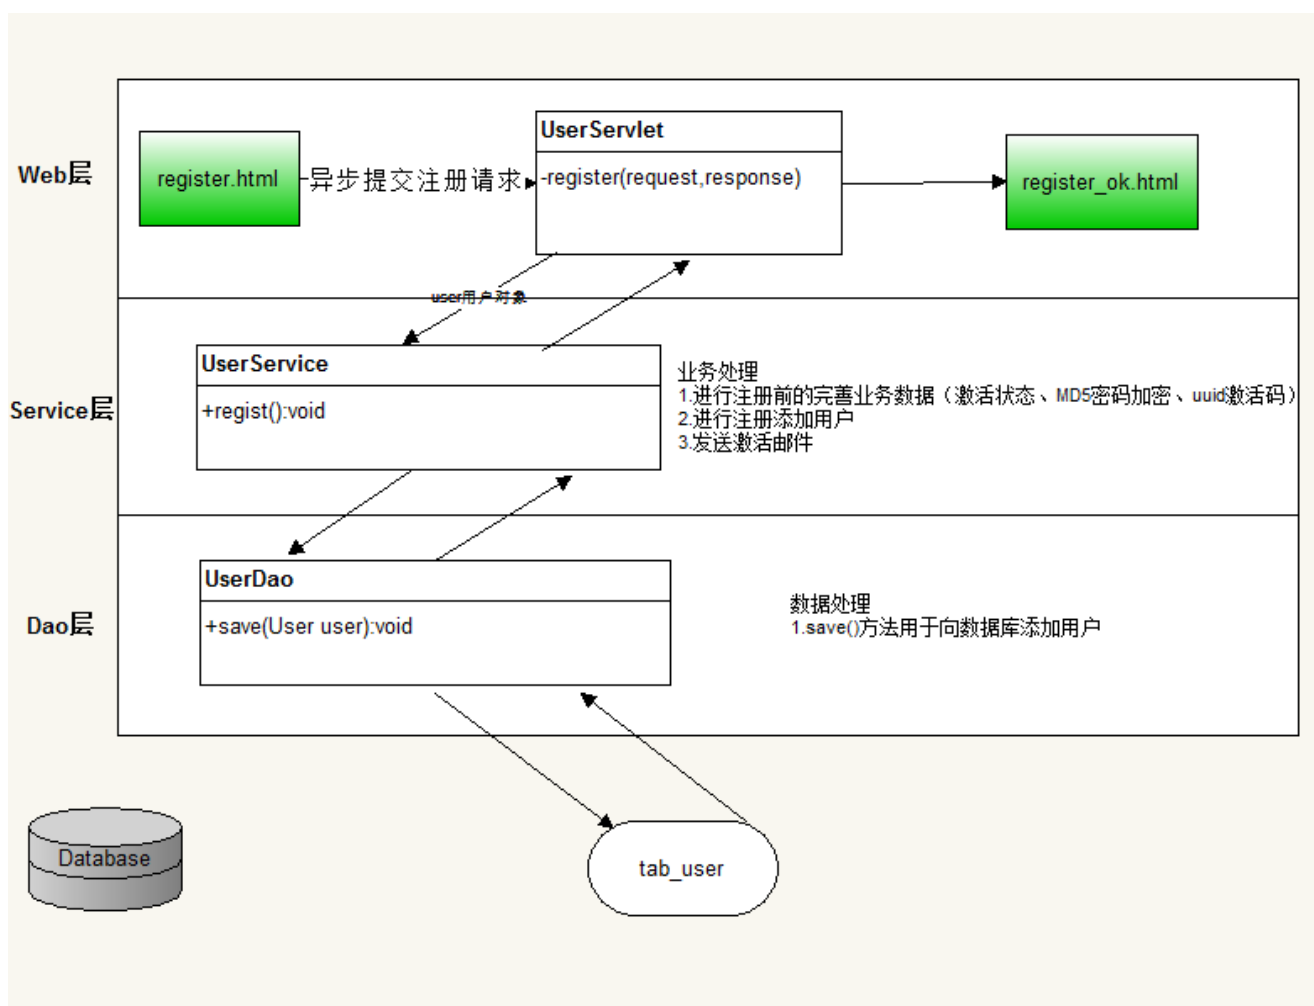 Web层
register.html
异步提交注册请求
UserServlet
-register(request,response)
register_ok.html
user用户对象
Service层
UserService
+regist():void
业务处理
1.进行注册前的完善业务数据（激活状态、MD5密码加密、uuid激活码）
2.进行注册添加用户
3.发送激活邮件
Dao层
UserDao
+save(User user):void
数据处理
1.save()方法用于向数据库添加用户
Database
tab_user